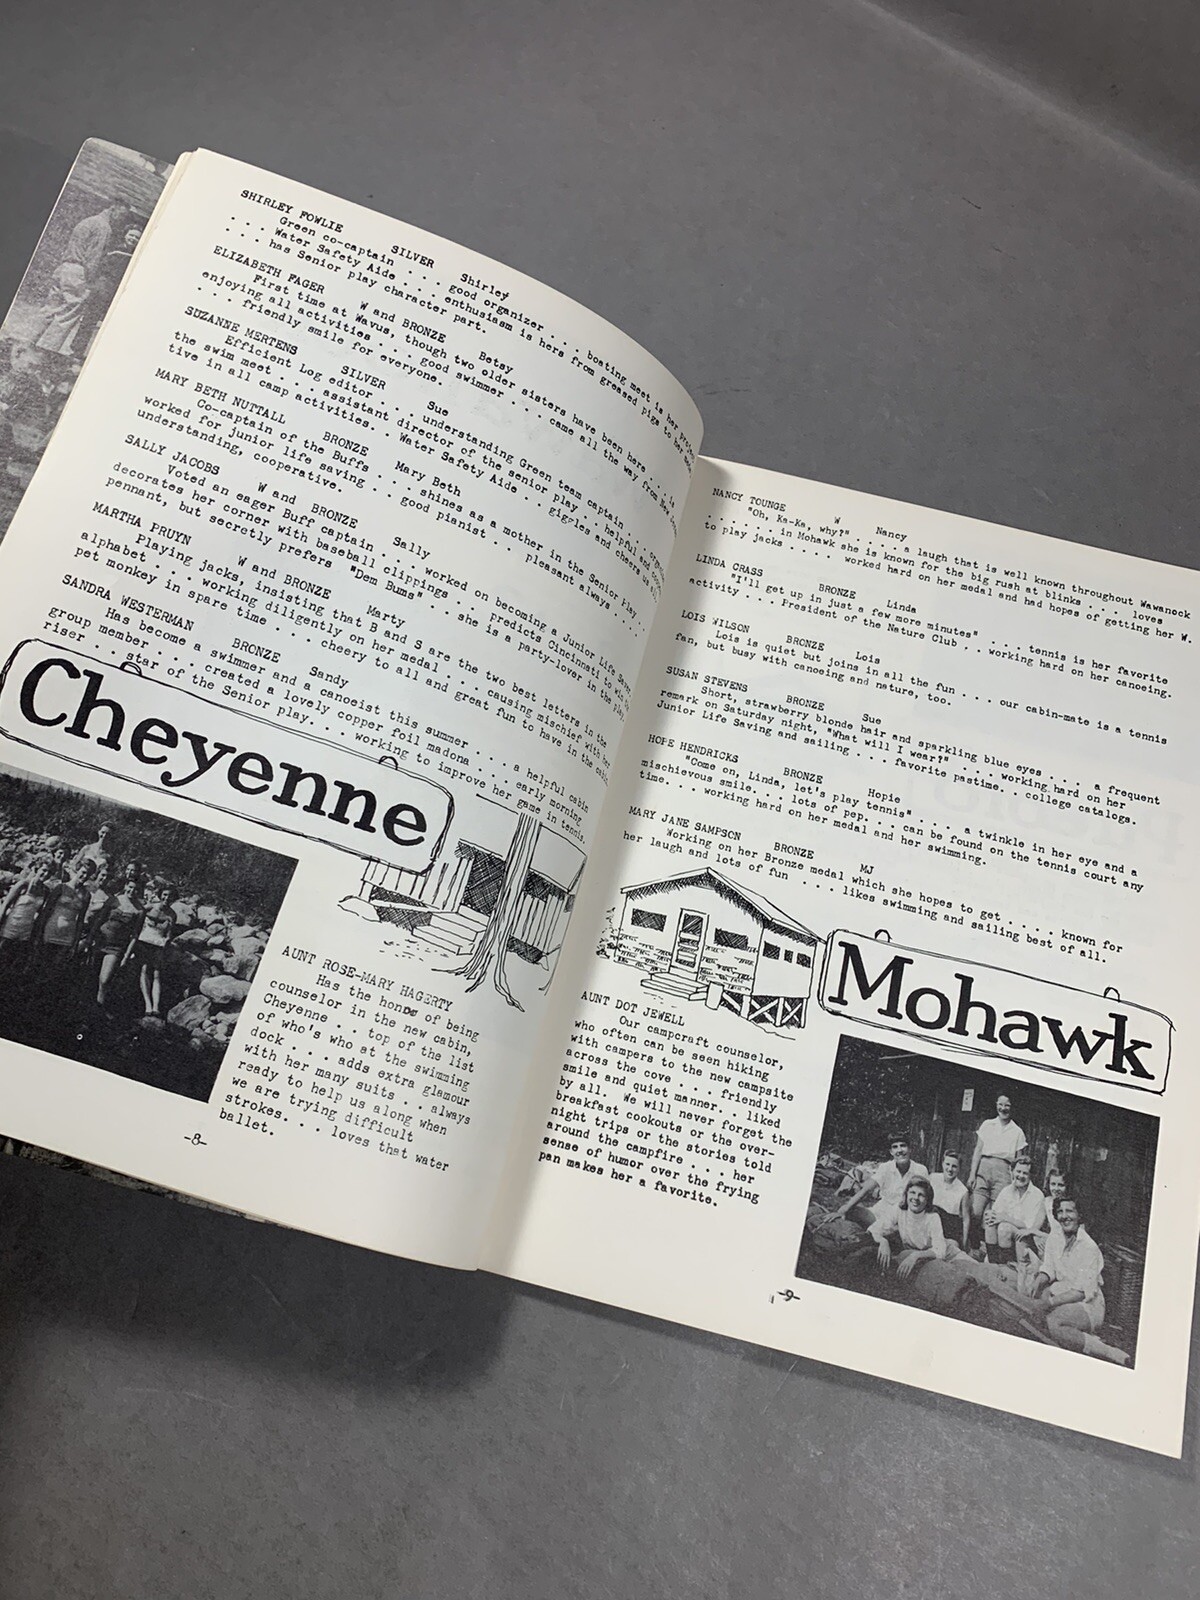 SHIRLEY FOWLIE SILVER Shirley
Green co-captain . . . good organizer . . . boating meet is her
. . . Water Safety Aide . . . enthusiasm is hers from greased pigs to her
. . . has Senior play character part.
ELIZABETH FAGER W and BRONZE Betsy
First time at Wavus, though two older sisters have been here . . . is
enjoying all activities . . . good swimmer . . . came all the way from New
. . . friendly smile for everyone.
SUZANNE MERTENS SILVER Sue
Efficient Log editor . . . understanding Green team captain . . .
the swim meet . . . assistant director of the senior play . . helpful and
tive in all camp activities. . Water Safety Aide . . giggles and cheers us
MARY BETH NUTTALL BRONZE Mary Beth
Co-captain of the Buffs . . . shines as a mother in the Senior Play
worked for junior life saving . . good pianist . . pleasant always . . . .
understanding, cooperative.
SALLY JACOBS W and BRONZE Sally
Voted an eager Buff captain . . worked on becoming a Junior Life Saver
decorates her corner with baseball clippings . . predicts Cincinnati to win
pennant, but secretly prefers "Dem Bums" . . . she is a party-lover in the play.
MARTHA PRUYN W and BRONZE Marty
Playing jacks, insisting that B and S are the two best letters in the
alphabet . . . working diligently on her medal . . . causing mischief with her
pet monkey in spare time . . . cheery to all and great fun to have in the cabin
SANDRA WESTERMAN BRONZE Sandy
Has become a swimmer and a canoeist this summer . . . . a helpful cabin
group member . . . created a lovely copper foil madona . . . early morning
riser . . star of the Senior play. . . working to improve her game in tennis.
Cheyenne
AUNT ROSE-MARY HAGERTY
Has the honor of being
counselor in the new cabin,
Cheyenne . . top of the list
of who's who at the swimming
dock . . . adds extra glamour
with her many suits . . always
ready to help us along when
we are trying difficult
strokes. . . loves that water
ballet.
-8-
NANCY TOUNGE W Nancy
"Oh, Ka-Ka, why?" . . . . a laugh that is well known throughout Wawanock
. . . . . . . in Mohawk she is known for the big rush at blinks . . . loves
to play jacks . . . . worked hard on her medal and had hopes of getting her W.
LINDA CRASS BRONZE Linda
"I'll get up in just a few more minutes" . . . tennis is her favorite
activity . . . President of the Nature Club . . working hard on her canoeing.
LOIS WILSON BRONZE Lois
Lois is quiet but joins in all the fun . . . our cabin-mate is a tennis
fan, but busy with canoeing and nature, too.
SUSAN STEVENS BRONZE Sue
Short, strawberry blonde hair and sparkling blue eyes . . . . a frequent
remark on Saturday night, "What will I wear?" . . . working hard on her
Junior Life Saving and sailing . . . favorite pastime. . college catalogs.
HOPE HENDRICKS BRONZE Hopie
"Come on, Linda, let's play tennis" . . . a twinkle in her eye and a
mischievous smile. . . lots of pep. . . can be found on the tennis court any
time. . . working hard on her medal and her swimming.
MARY JANE SAMPSON BRONZE MJ
Working on her Bronze medal which she hopes to get . . . . known for
her laugh and lots of fun . . . likes swimming and sailing best of all.
Mohawk
AUNT DOT JEWELL
Our campcraft counselor,
who often can be seen hiking
with campers to the new campsite
across the cove . . . friendly
smile and quiet manner. . liked
by all. We will never forget the
breakfast cookouts or the over-
night trips or the stories told
around the campfire . . . her
sense of humor over the frying
pan makes her a favorite.
-9-